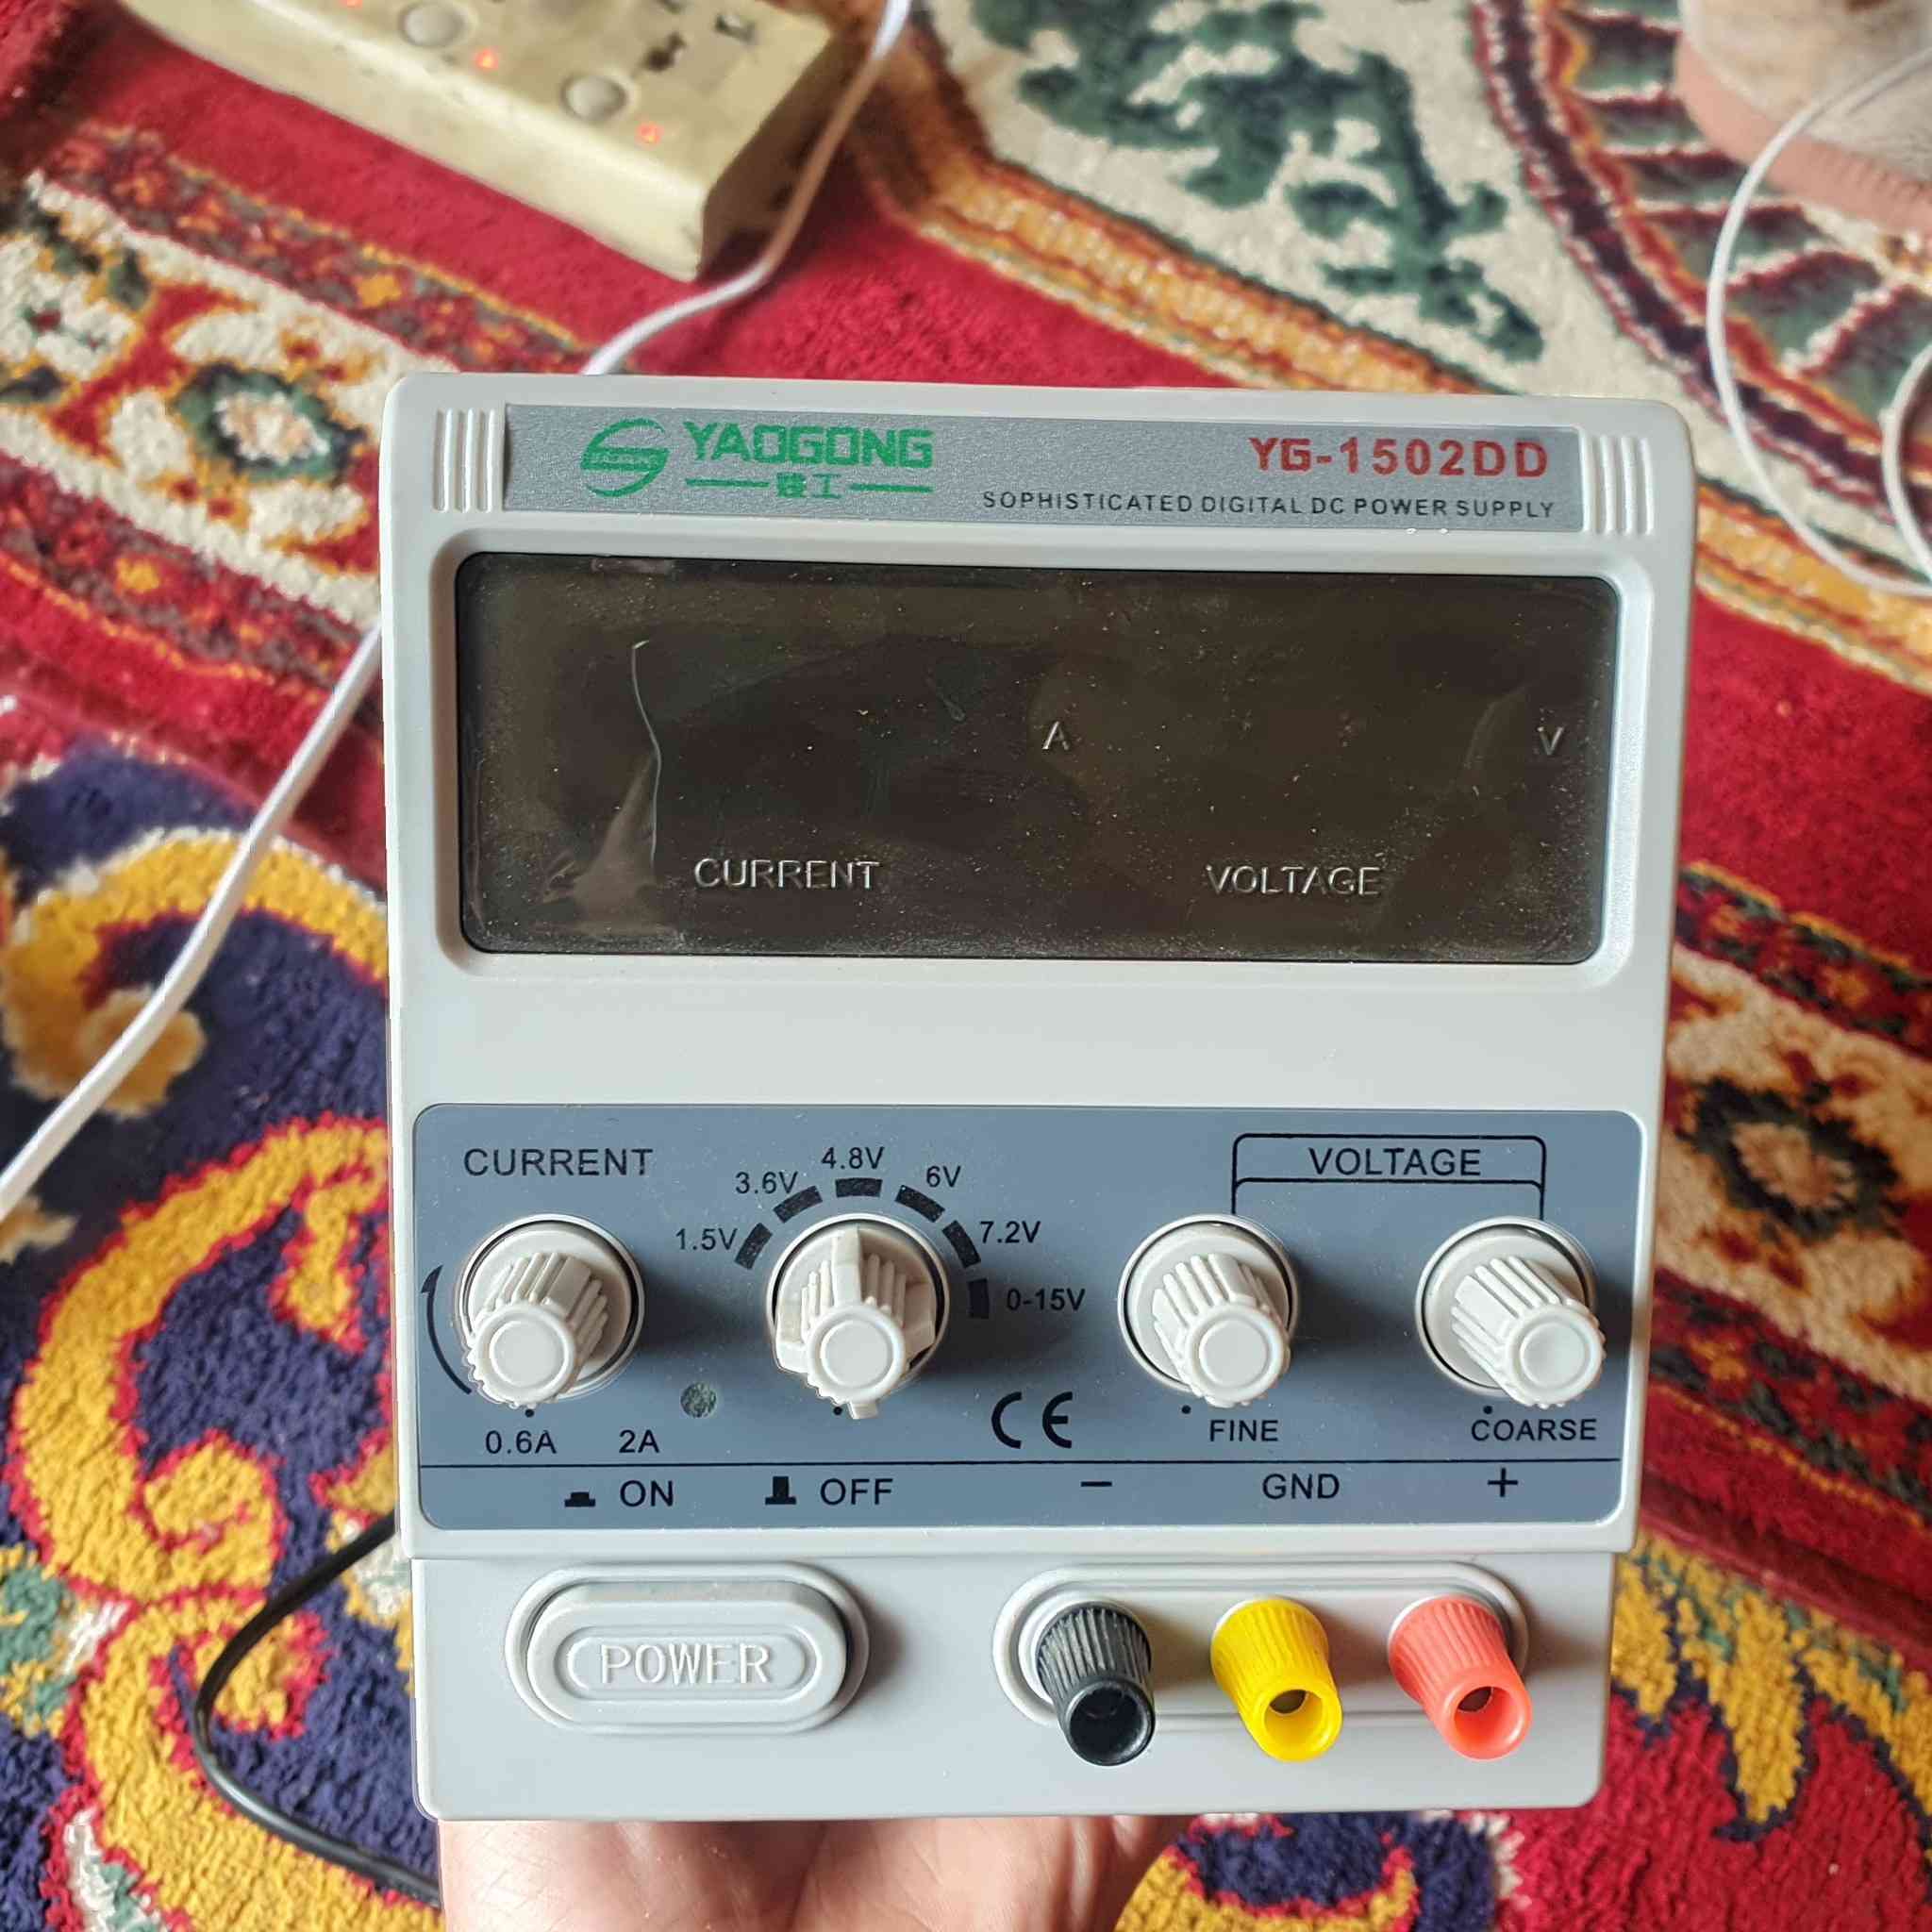 YAOGONG
YG-1502DD
SOPHISTICATED DIGITAL DC POWER SUPPLY
A
V
CURRENT
VOLTAGE
CURRENT
1.5V
3.6V
4.8V
6V
7.2V
0-15V
VOLTAGE
0.6A
2A
CE
FINE
COARSE
ON
OFF
−
GND
+
POWER